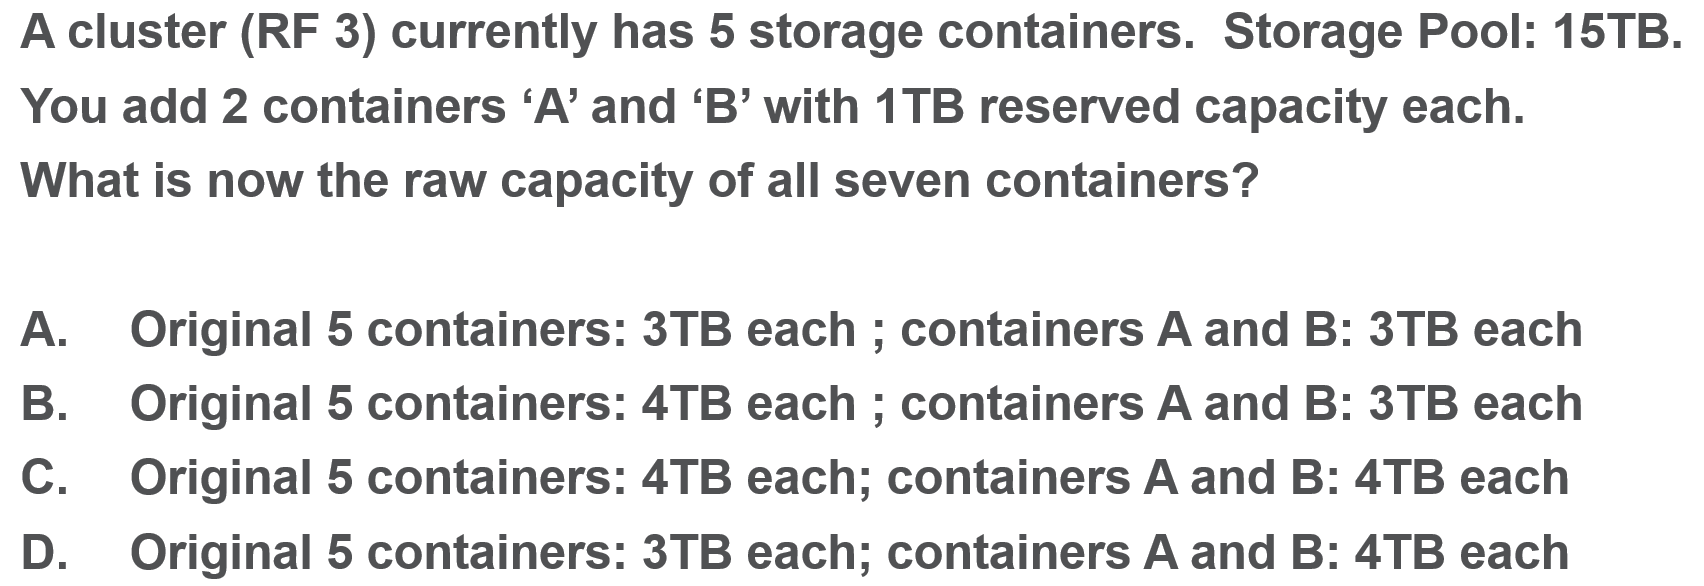 A cluster (RF 3) currently has 5 storage containers.  Storage Pool: 15TB.
You add 2 containers ‘A’ and ‘B’ with 1TB reserved capacity each.
What is now the raw capacity of all seven containers?
A. Original 5 containers: 3TB each ; containers A and B: 3TB each
B. Original 5 containers: 4TB each ; containers A and B: 3TB each
C. Original 5 containers: 4TB each; containers A and B: 4TB each
D. Original 5 containers: 3TB each; containers A and B: 4TB each